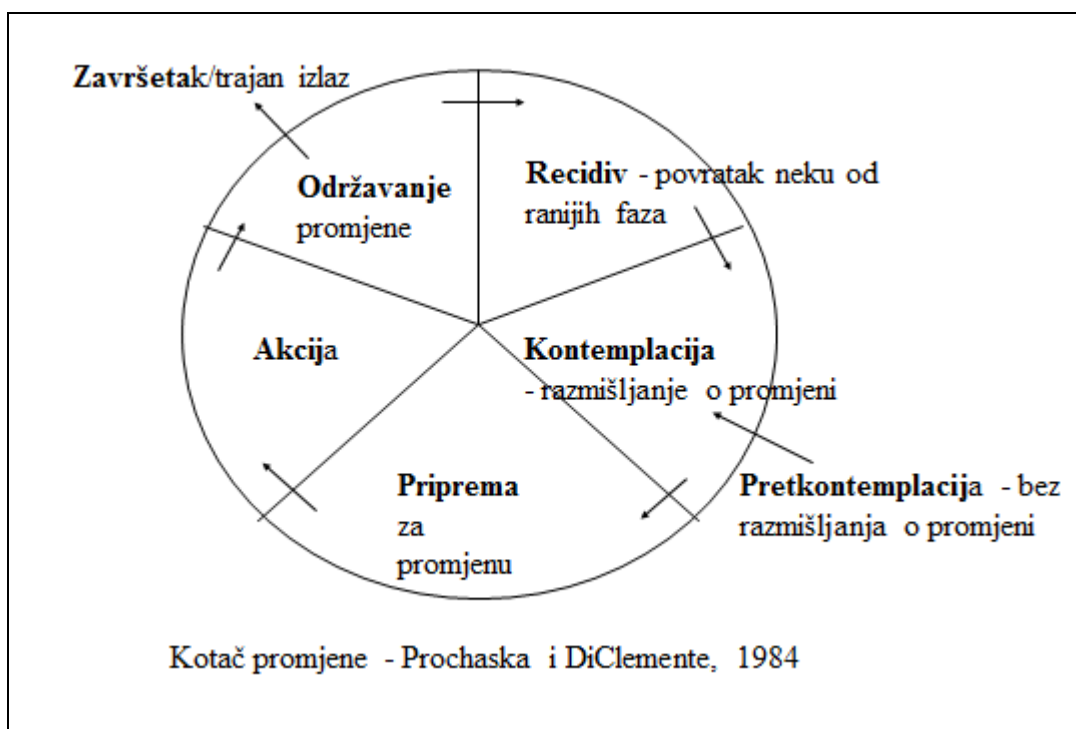 Završetak/trajan izlaz
Održavanje
promjene
Recidiv - povratak neku od
ranijih faza
Akcija
Kontemplacija
- razmišljanje o promjeni
Priprema
za
promjenu
Pretkontemplacija - bez
razmišljanja o promjeni
Kotač promjene - Prochaska i DiClemente, 1984